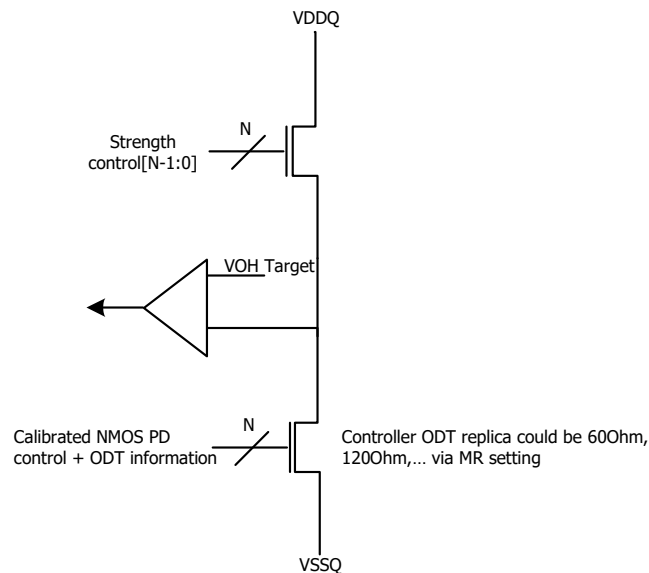 VDDQ
N
Strength
control[N-1:0]
VOH Target
N
Calibrated NMOS PD
control + ODT information
Controller ODT replica could be 60Ohm,
120Ohm,... via MR setting
VSSQ